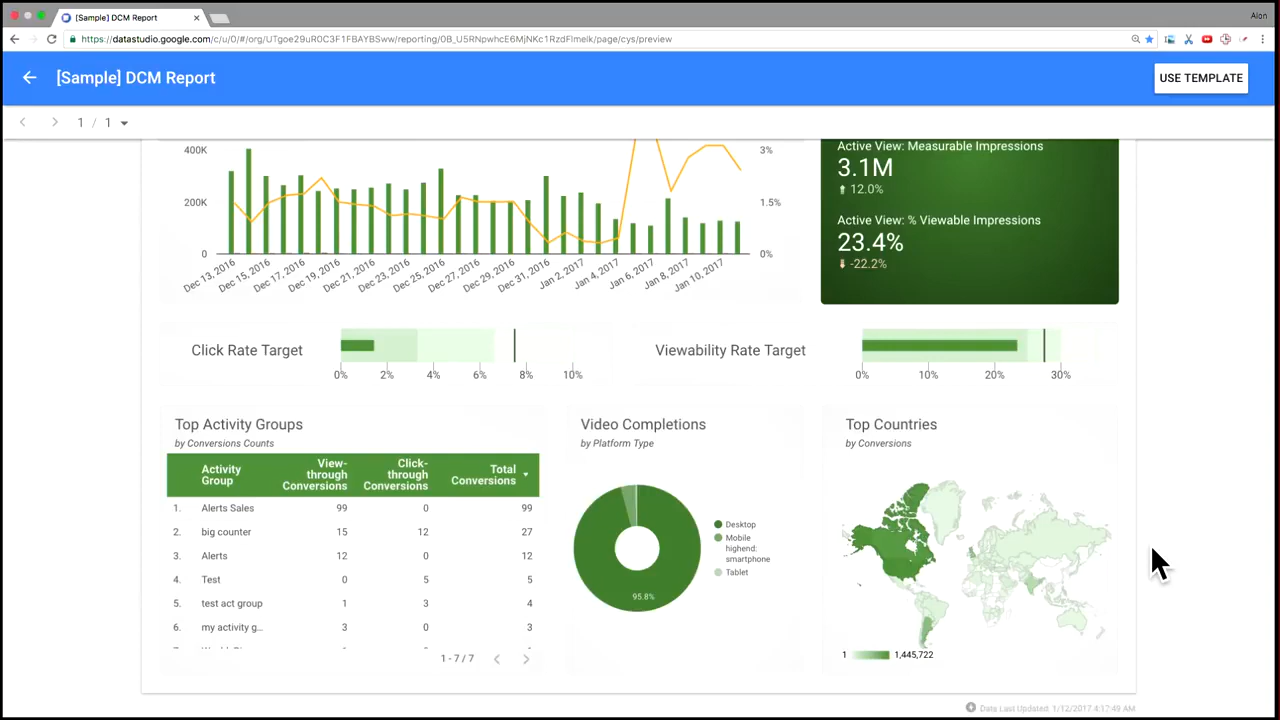 [Sample] DCM Report
Alon
https://datastudio.google.com/c/u/0/#/org/UTgoe29uR0C3F1FBAYBSww/reporting/0B_U5RNpwhcE6MjNKc1RzdFlmelk/page/cys/preview
[Sample] DCM Report
USE TEMPLATE
1 / 1
400K
200K
0
3%
1.5%
0%
Dec 13, 2016
Dec 15, 2016
Dec 17, 2016
Dec 19, 2016
Dec 21, 2016
Dec 23, 2016
Dec 25, 2016
Dec 27, 2016
Dec 29, 2016
Dec 31, 2016
Jan 2, 2017
Jan 4, 2017
Jan 6, 2017
Jan 8, 2017
Jan 10, 2017
Active View: Measurable Impressions
3.1M
12.0%
Active View: % Viewable Impressions
23.4%
-22.2%
Click Rate Target
0% 2% 4% 6% 8% 10%
Viewability Rate Target
0% 10% 20% 30%
Top Activity Groups
by Conversions Counts
Activity Group
View-through Conversions
Click-through Conversions
Total Conversions
1. Alerts Sales 99 0 99
2. big counter 15 12 27
3. Alerts 12 0 12
4. Test 0 5 5
5. test act group 1 3 4
6. my activity g... 3 0 3
1 - 7 / 7
Video Completions
by Platform Type
95.8%
Desktop
Mobile
highend:
smartphone
Tablet
Top Countries
by Conversions
1 1,445,722
Data Last Updated: 1/12/2017 4:17:49 AM